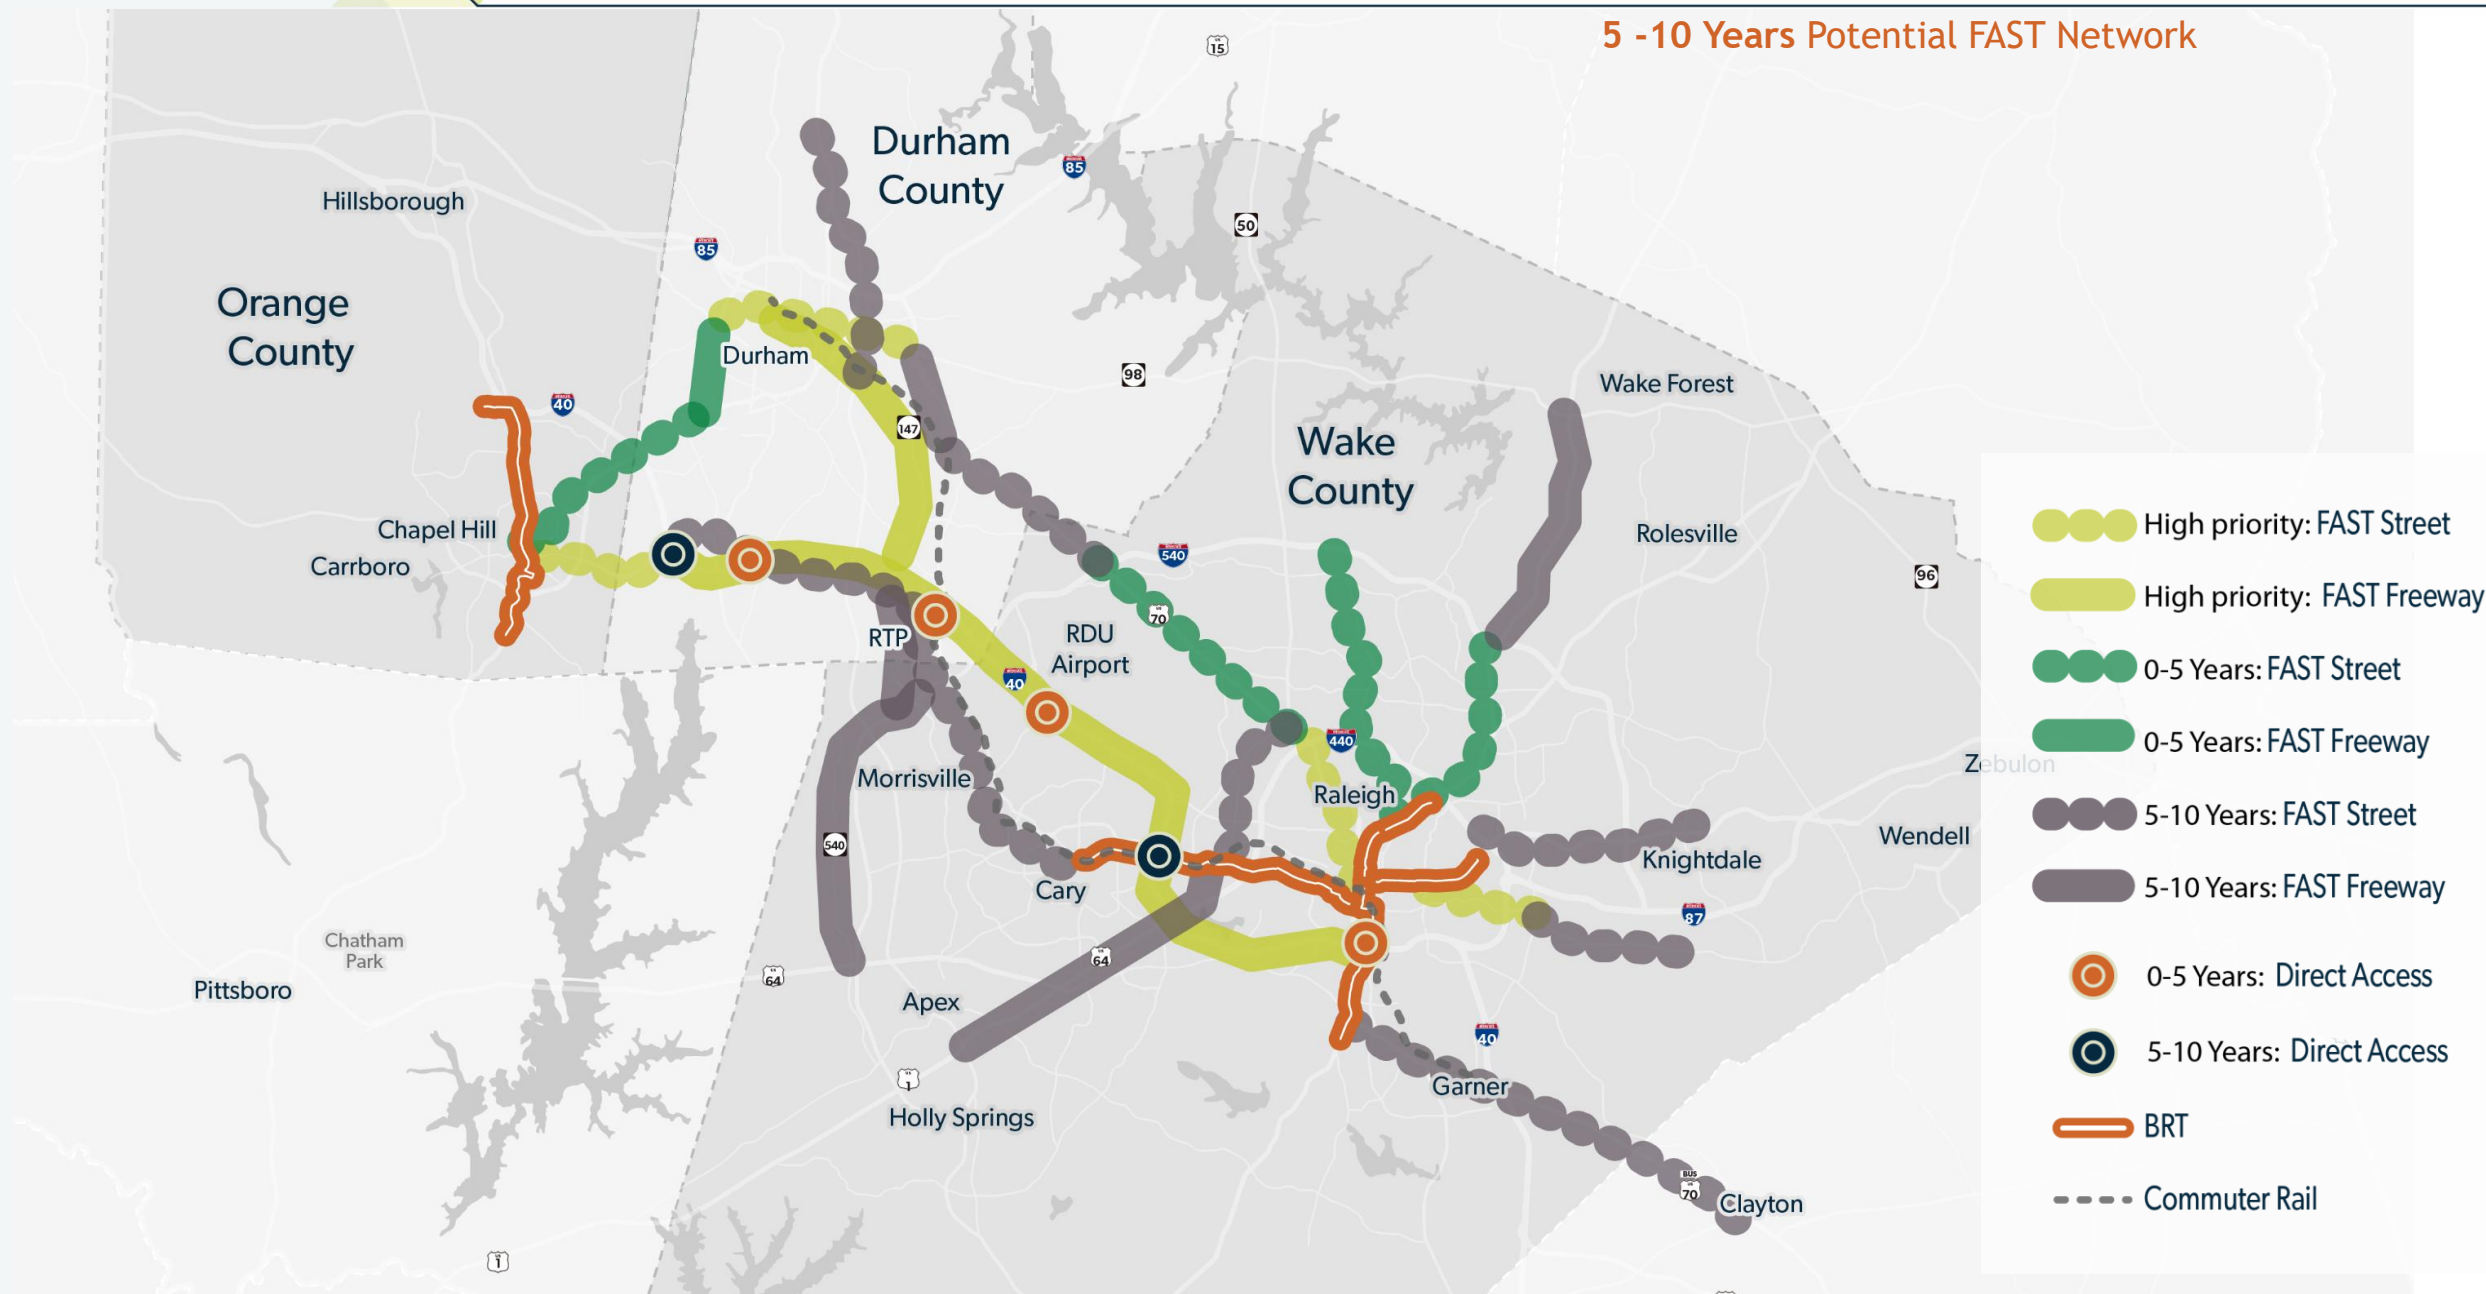 5 -10 Years Potential FAST Network
15
Durham
County
85
Hillsborough
50
85
Orange
County
Durham
98
Wake Forest
40
147
Wake
County
Chapel Hill
Carrboro
540
Rolesville
96
70
RTP
RDU
Airport
40
440
Zebulon
Morrisville
Raleigh
540
Wendell
Knightdale
Cary
87
Chatham
Park
64
64
Pittsboro
Apex
40
1
Garner
Holly Springs
BUS
70
Clayton
1
High priority: FAST Street
High priority: FAST Freeway
0-5 Years: FAST Street
0-5 Years: FAST Freeway
5-10 Years: FAST Street
5-10 Years: FAST Freeway
0-5 Years: Direct Access
5-10 Years: Direct Access
BRT
Commuter Rail